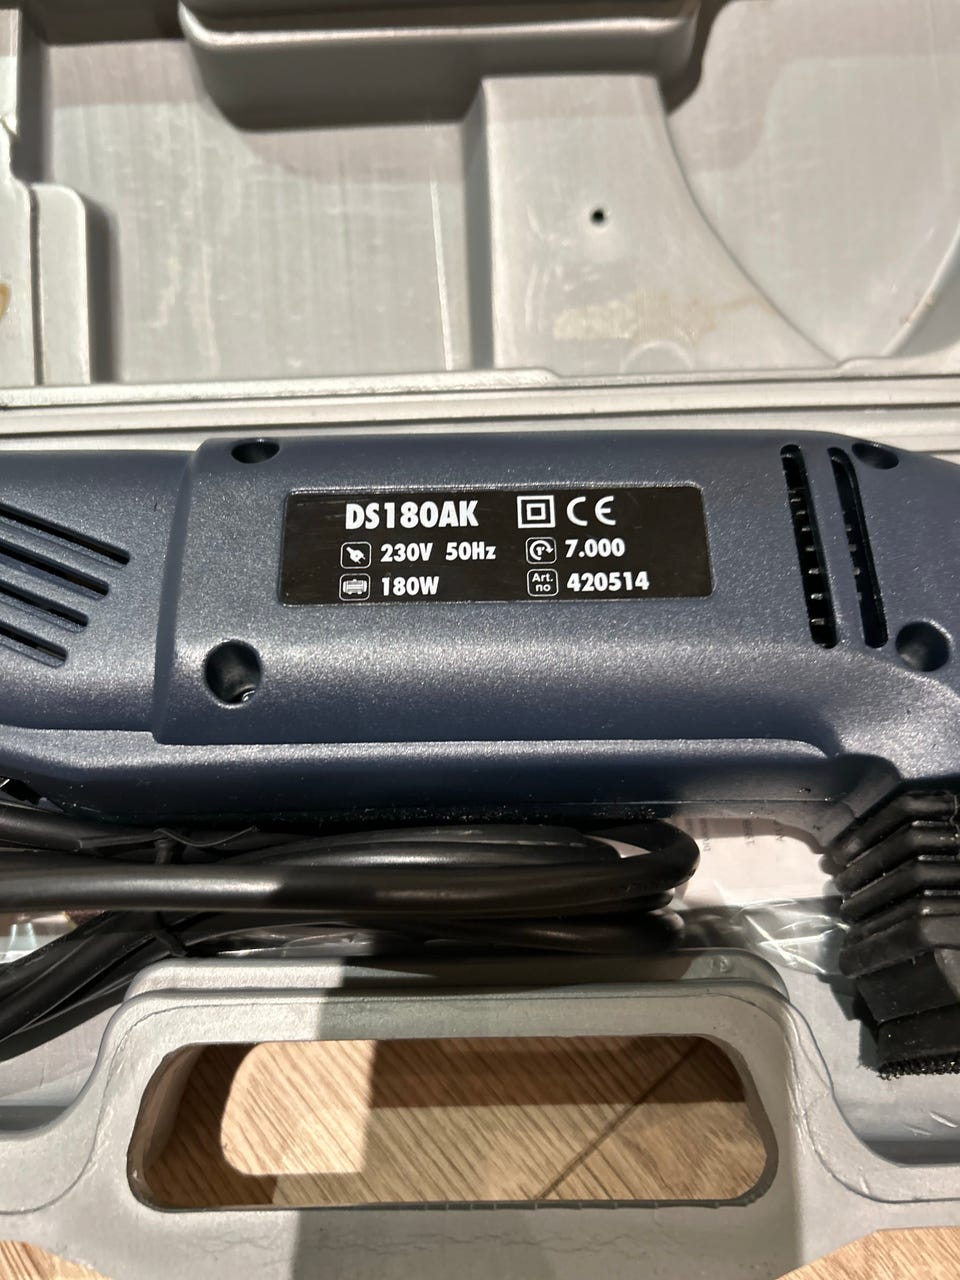 DS180AK CE
230V 50Hz 7.000
180W Art. no 420514